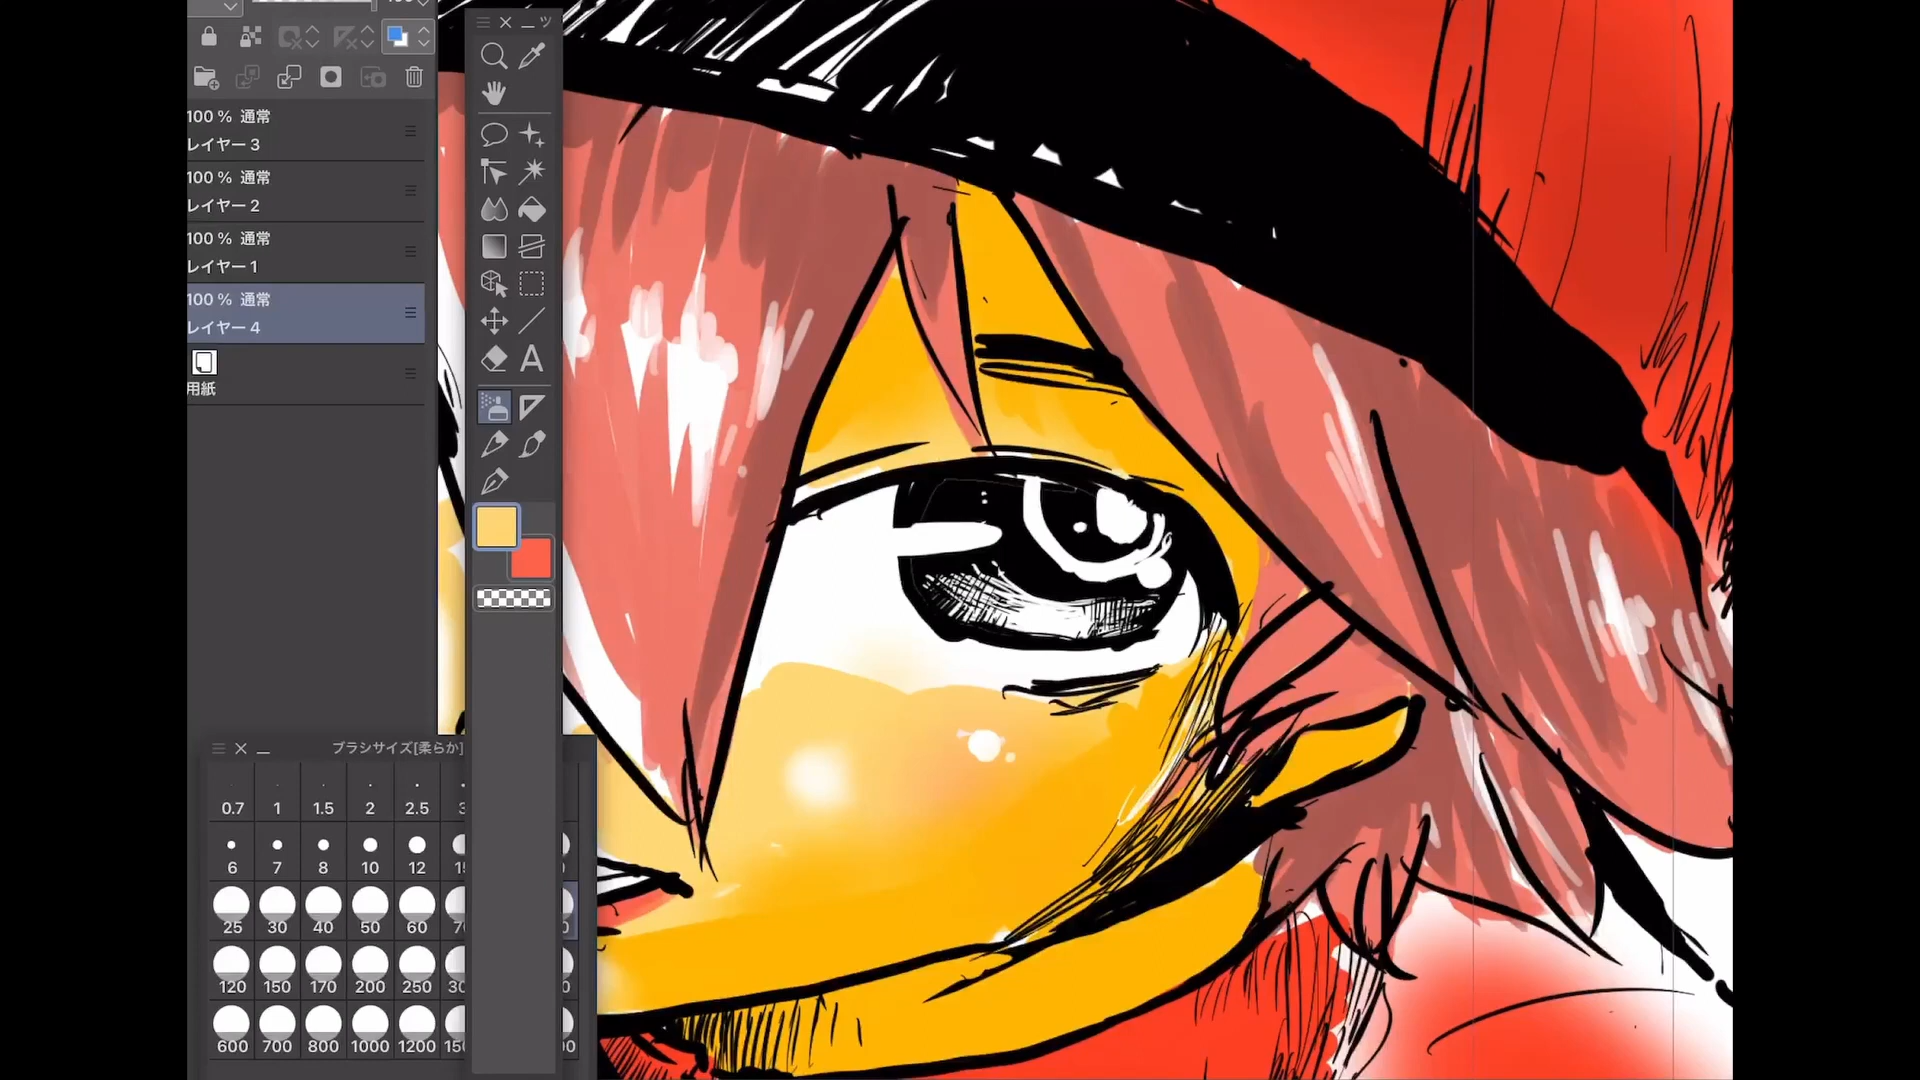 100 % 通常
レイヤー 3
100 % 通常
レイヤー 2
100 % 通常
レイヤー 1
100 % 通常
レイヤー 4
用紙
ブラシサイズ[柔らか]
0.7 1 1.5 2 2.5
6 7 8 10 12
25 30 40 50 60
120 150 170 200 250
600 700 800 1000 1200